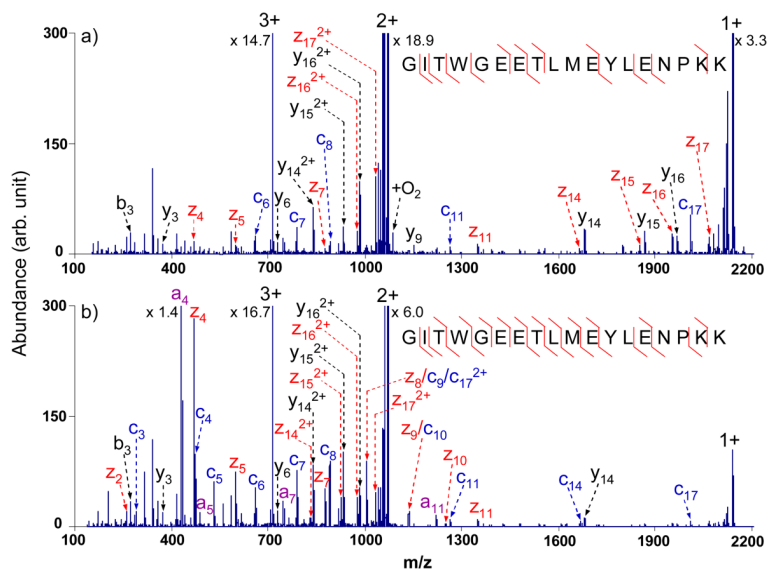 300 a) 3+ 2+ 1+
x 14.7 x 18.9 x 3.3
z17 2+
y16 2+
z16 2+
y15 2+
GITWGEETLMEYLENPKK
150
c8
y14 2+
+O2
z17
b3 y3 z4 z5 c6 y6 c7 z7 y9 c11 z11 z14 y14 z15 y15 z16 y16 c17
0
100 400 700 1000 1300 1600 1900 2200
Abundance (arb. unit)
300 b) a4 3+ 2+
x 1.4 z4 x 16.7 x 6.0
y16 2+
z16 2+
y15 2+
z15 2+
y14 2+
z14 2+
GITWGEETLMEYLENPKK
z8/c9/c17 2+
z17 2+
z9/c10
150
1+
z2 b3 c3 y3 c4 a5 c5 z5 c6 y6 a7 c7 z7 c8 a11 z10 c11 z11 c14 y14 c17
0
100 400 700 1000 1300 1600 1900 2200
m/z